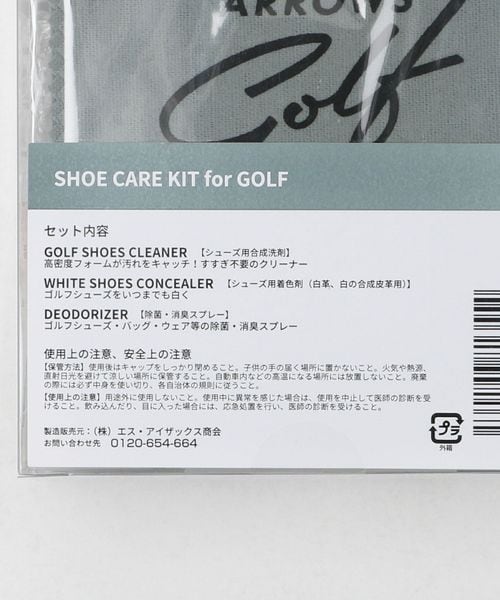 ARROWS
Golf
SHOE CARE KIT for GOLF
セット内容
GOLF SHOES CLEANER 【シューズ用合成洗剤】
高密度フォームが汚れをキャッチ!すすぎ不要のクリーナー
WHITE SHOES CONCEALER 【シューズ用着色剤(白革、白の合成皮革用)】
ゴルフシューズをいつまでも白く
DEODORIZER 【除菌・消臭スプレー】
ゴルフシューズ・バッグ・ウェア等の除菌・消臭スプレー
使用上の注意、安全上の注意
【保管方法】使用後はキャップをしっかり閉めること。子供の手の届く場所に置かないこと。火気や熱源、
直射日光を避けて涼しい場所に保管すること。自動車内などの高温になる場所には放置しないこと。廃棄
の際には必ず中身を使い切り、各自治体の規則に従うこと。
【使用上の注意】用途外に使用しないこと。使用中に異常を感じた場合は、使用を中止して医師の診断を受
けること。飲み込んだり、目に入った場合には、応急処置を行い、医師の診断を受けること。
製造販売元:(株)エス・アイザックス商会
お問い合わせ先 0120-654-664
プラ
外箱